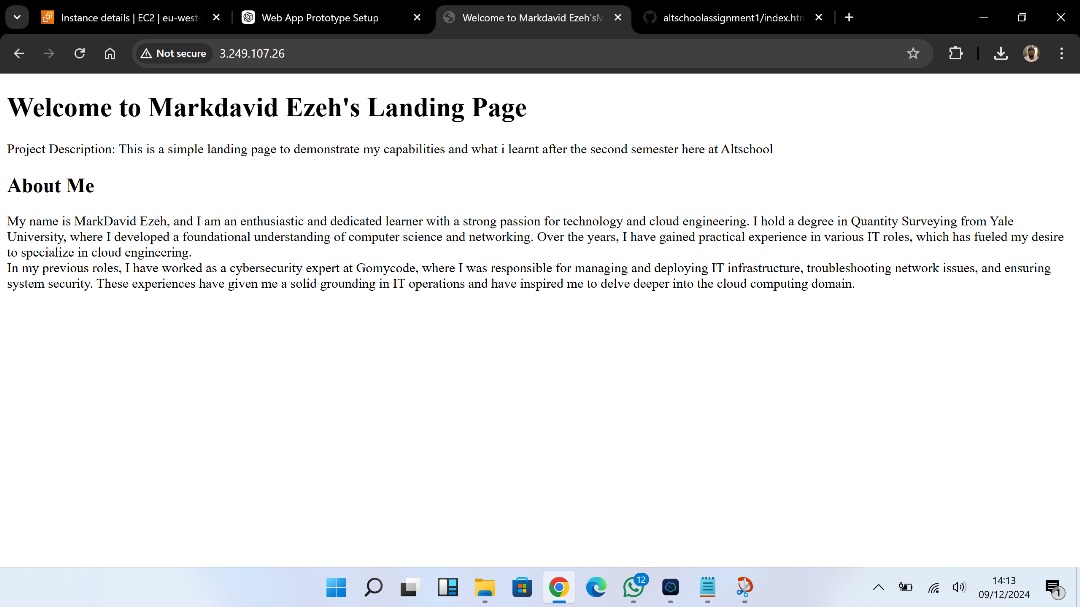 Instance details | EC2 | eu-west-
Web App Prototype Setup
Welcome to Markdavid Ezeh's
altschoolassignment1/index.htm
Not secure
3.249.107.26
Welcome to Markdavid Ezeh's Landing Page
Project Description: This is a simple landing page to demonstrate my capabilities and what i learnt after the second semester here at Altschool
About Me
My name is MarkDavid Ezeh, and I am an enthusiastic and dedicated learner with a strong passion for technology and cloud engineering. I hold a degree in Quantity Surveying from Yale
University, where I developed a foundational understanding of computer science and networking. Over the years, I have gained practical experience in various IT roles, which has fueled my desire
to specialize in cloud engineering.
In my previous roles, I have worked as a cybersecurity expert at Gomycode, where I was responsible for managing and deploying IT infrastructure, troubleshooting network issues, and ensuring
system security. These experiences have given me a solid grounding in IT operations and have inspired me to delve deeper into the cloud computing domain.
12
14:13
09/12/2024
1